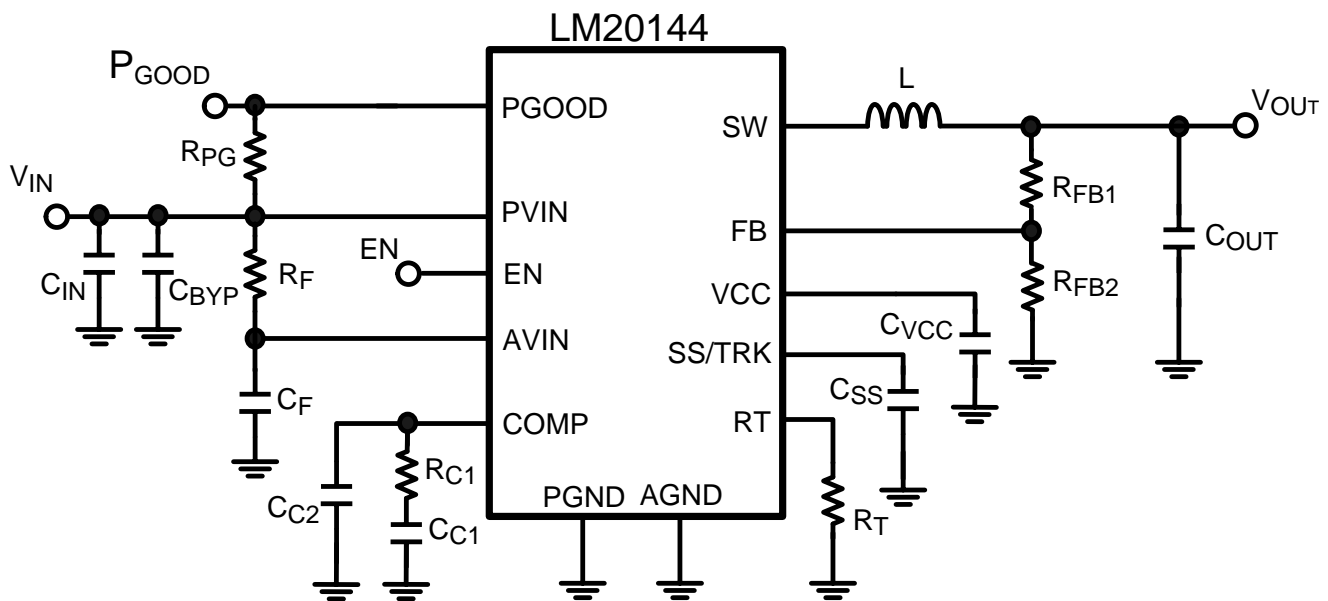 LM20144
PGOOD
PGOOD
L
VOUT
SW
RPG
RFB1
VIN
PVIN
FB
COUT
EN
EN
CIN
CBYP
RF
VCC
RFB2
CVCC
AVIN
SS/TRK
CSS
CF
COMP
RT
RC1
CC2
CC1
PGND
AGND
RT